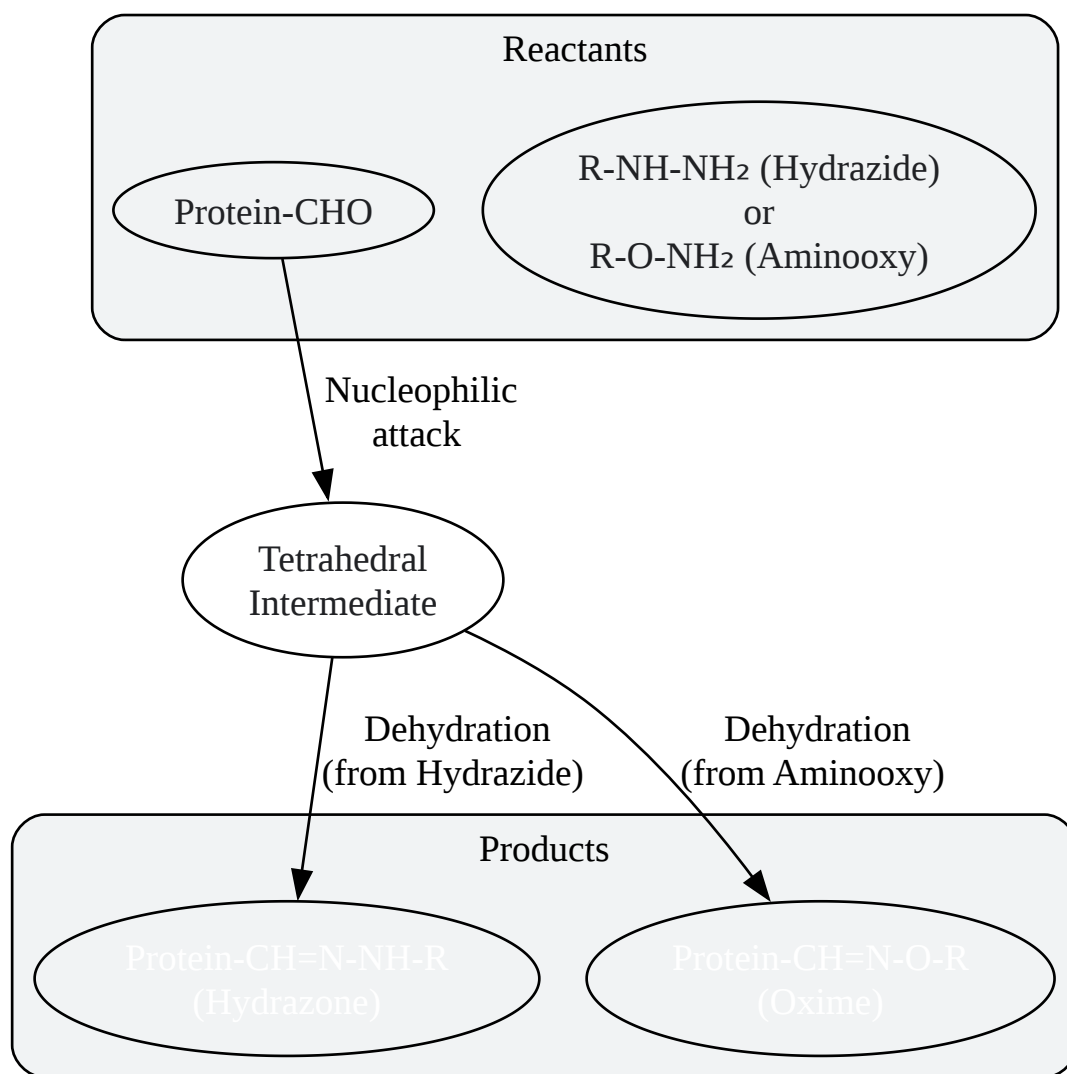 Reactants
Protein-CHO
R-NH-NH₂ (Hydrazide)
or
R-O-NH₂ (Aminooxy)
Nucleophilic
attack
Tetrahedral
Intermediate
Dehydration
(from Hydrazide)
Dehydration
(from Aminooxy)
Products
Protein-CH=N-NH-R
(Hydrazone)
Protein-CH=N-O-R
(Oxime)